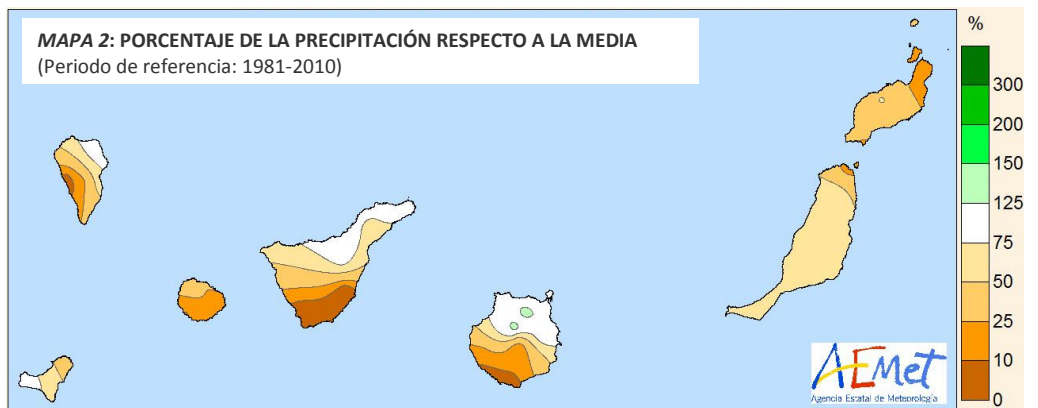 MAPA 2: PORCENTAJE DE LA PRECIPITACIÓN RESPECTO A LA MEDIA
(Periodo de referencia: 1981-2010)
%
300
200
150
125
75
50
25
10
0
AEMet
Agencia Estatal de Meteorología